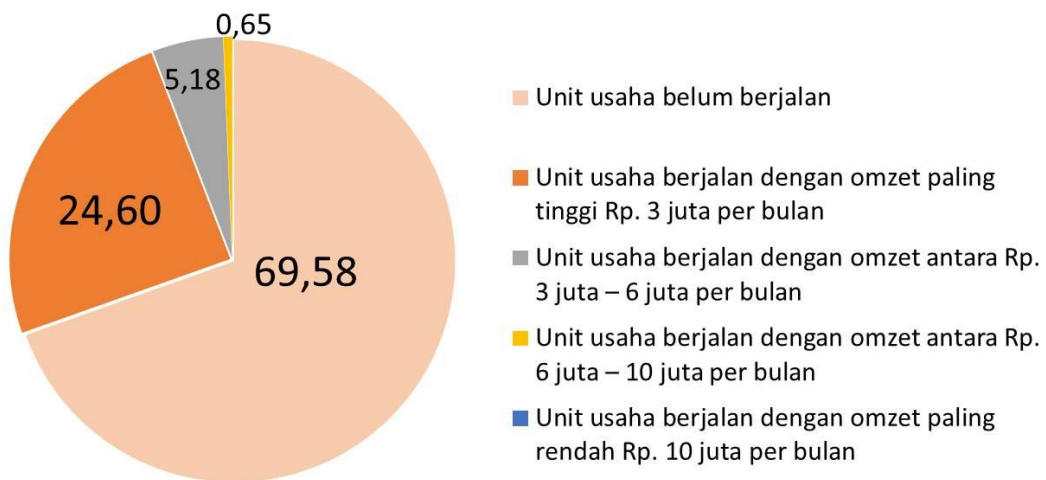 0,65
5,18
24,60
69,58
Unit usaha belum berjalan
Unit usaha berjalan dengan omzet paling
tinggi Rp. 3 juta per bulan
Unit usaha berjalan dengan omzet antara Rp.
3 juta – 6 juta per bulan
Unit usaha berjalan dengan omzet antara Rp.
6 juta – 10 juta per bulan
Unit usaha berjalan dengan omzet paling
rendah Rp. 10 juta per bulan